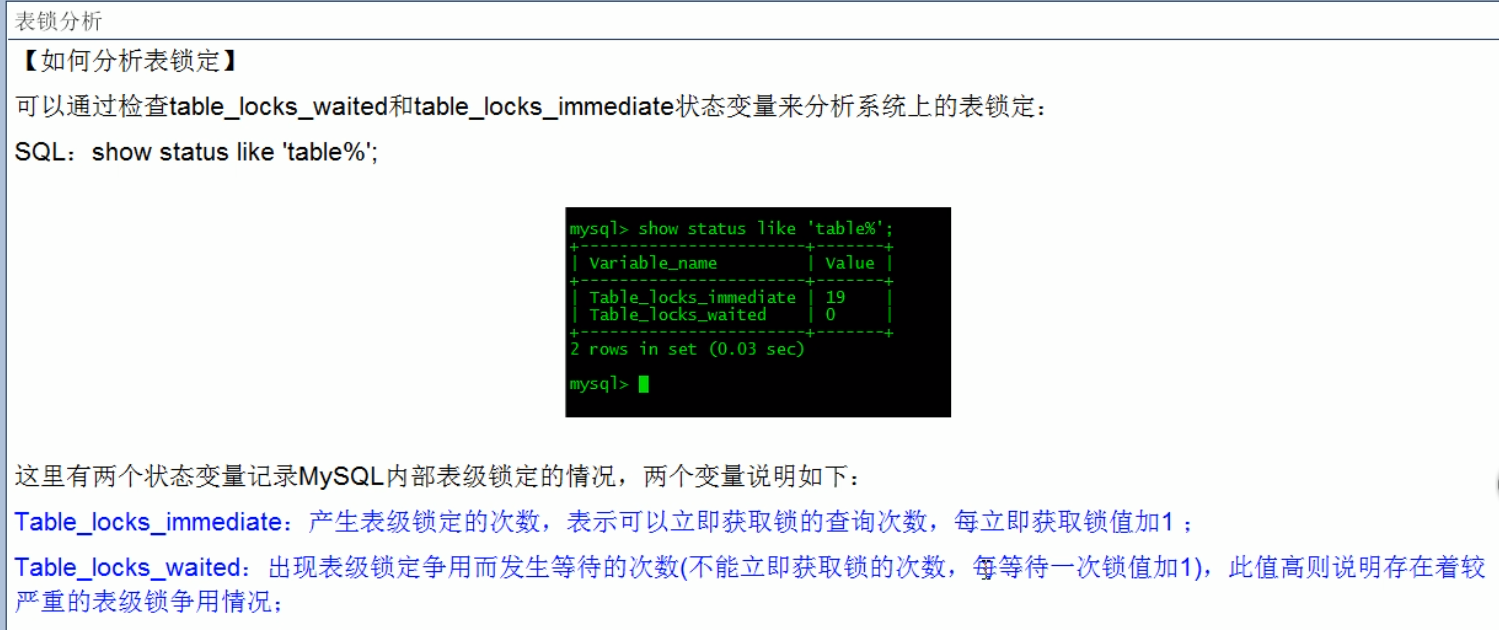 表锁分析
【如何分析表锁定】
可以通过检查table_locks_waited和table_locks_immediate状态变量来分析系统上的表锁定：
SQL：show status like 'table%';
mysql> show status like 'table%';
+-----------------------+-------+
| Variable_name         | Value |
+-----------------------+-------+
| Table_locks_immediate | 19    |
| Table_locks_waited    | 0     |
+-----------------------+-------+
2 rows in set (0.03 sec)
mysql>
这里有两个状态变量记录MySQL内部表级锁定的情况，两个变量说明如下：
Table_locks_immediate：产生表级锁定的次数，表示可以立即获取锁的查询次数，每立即获取锁值加1 ；
Table_locks_waited：出现表级锁定争用而发生等待的次数(不能立即获取锁的次数，每等待一次锁值加1)，此值高则说明存在着较
严重的表级锁争用情况；